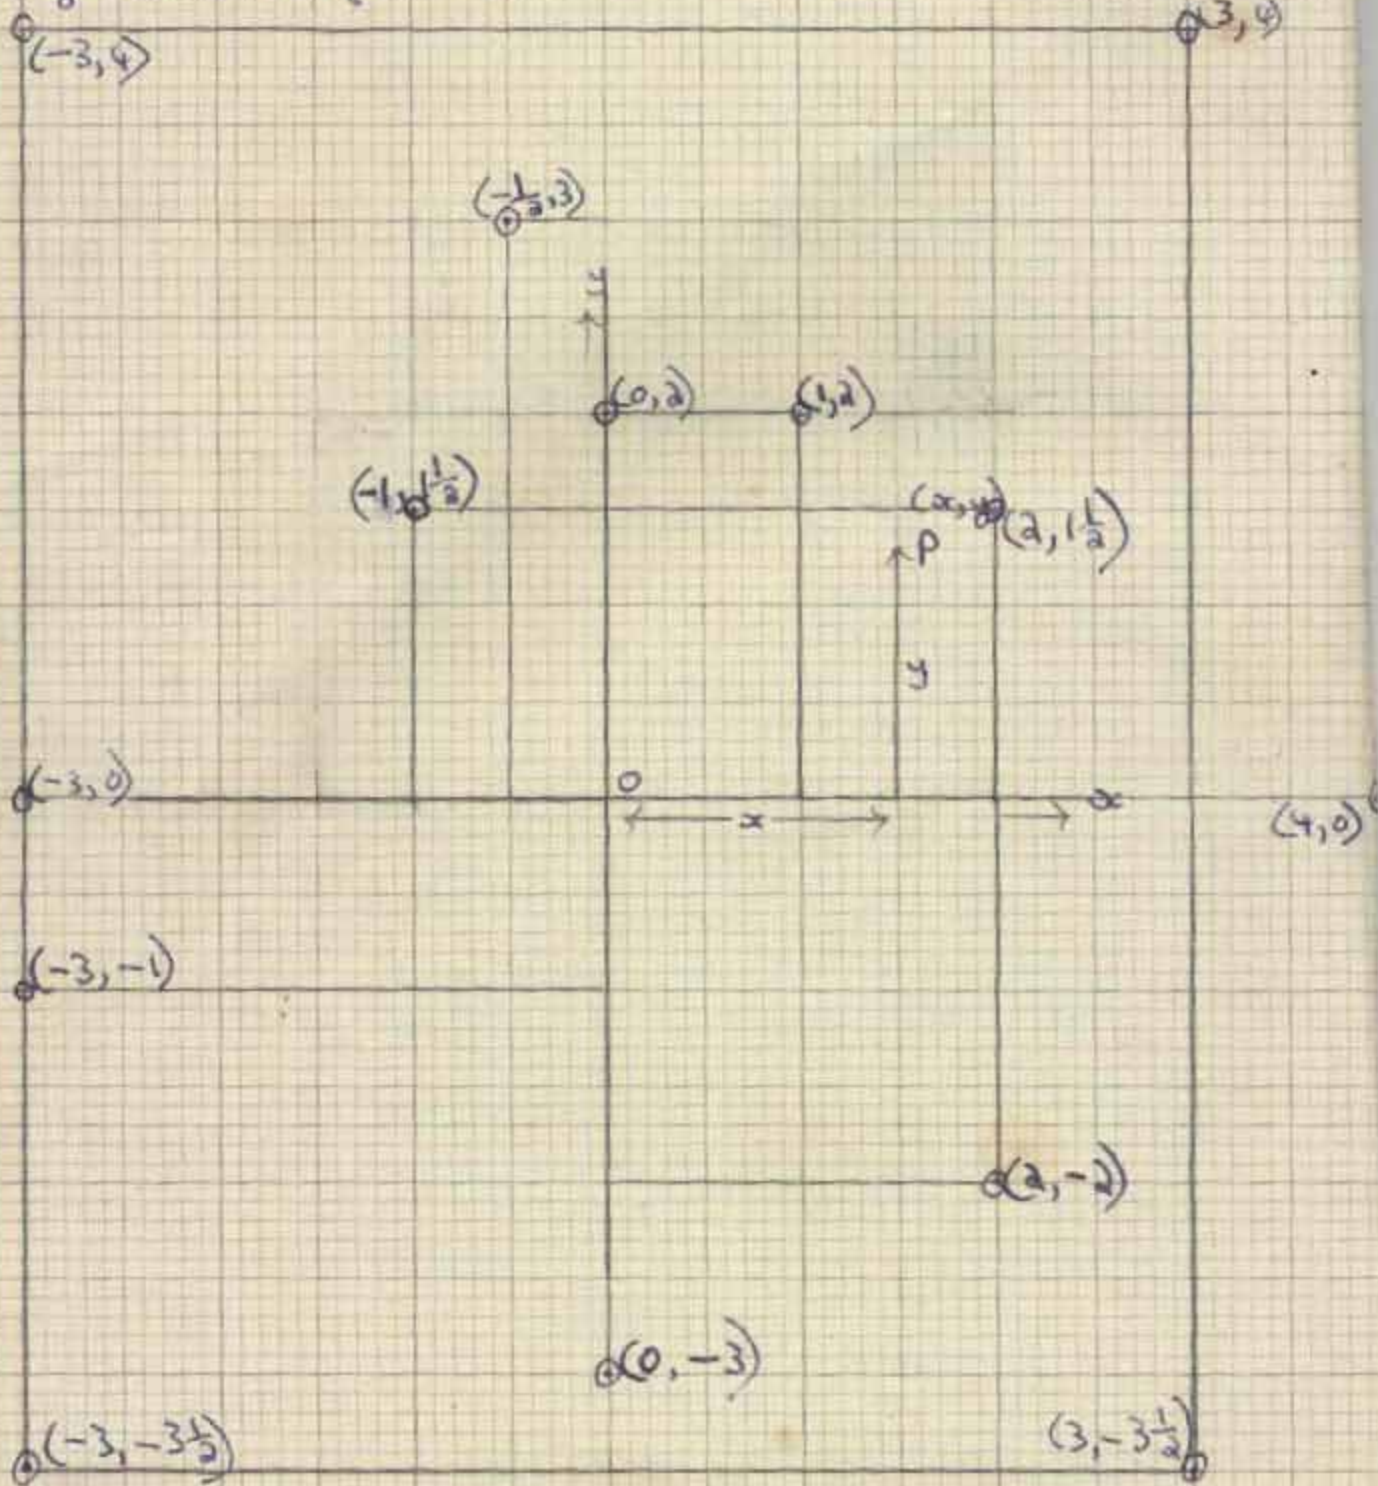 (-3,4)
(3,4)
(-1/2,3)
y
(0,2)
(1,2)
(-1,1 1/2)
(x,y)
(2,1 1/2)
P
y
(-3,0)
O
x
x
(4,0)
(-3,-1)
(2,-2)
(0,-3)
(-3,-3 1/2)
(3,-3 1/2)